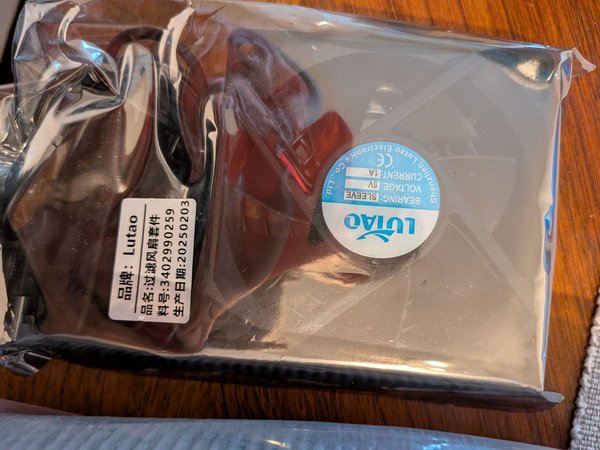 品牌：Lutao
品名:过滤风扇套件
料号:3402990259
生产日期:20250203
LUTAO
BEARING: SLEEVE
VOLTAGE: 5V
CURRENT: 1A
CE
Shenzhen Lutao Electronics Co., Ltd.